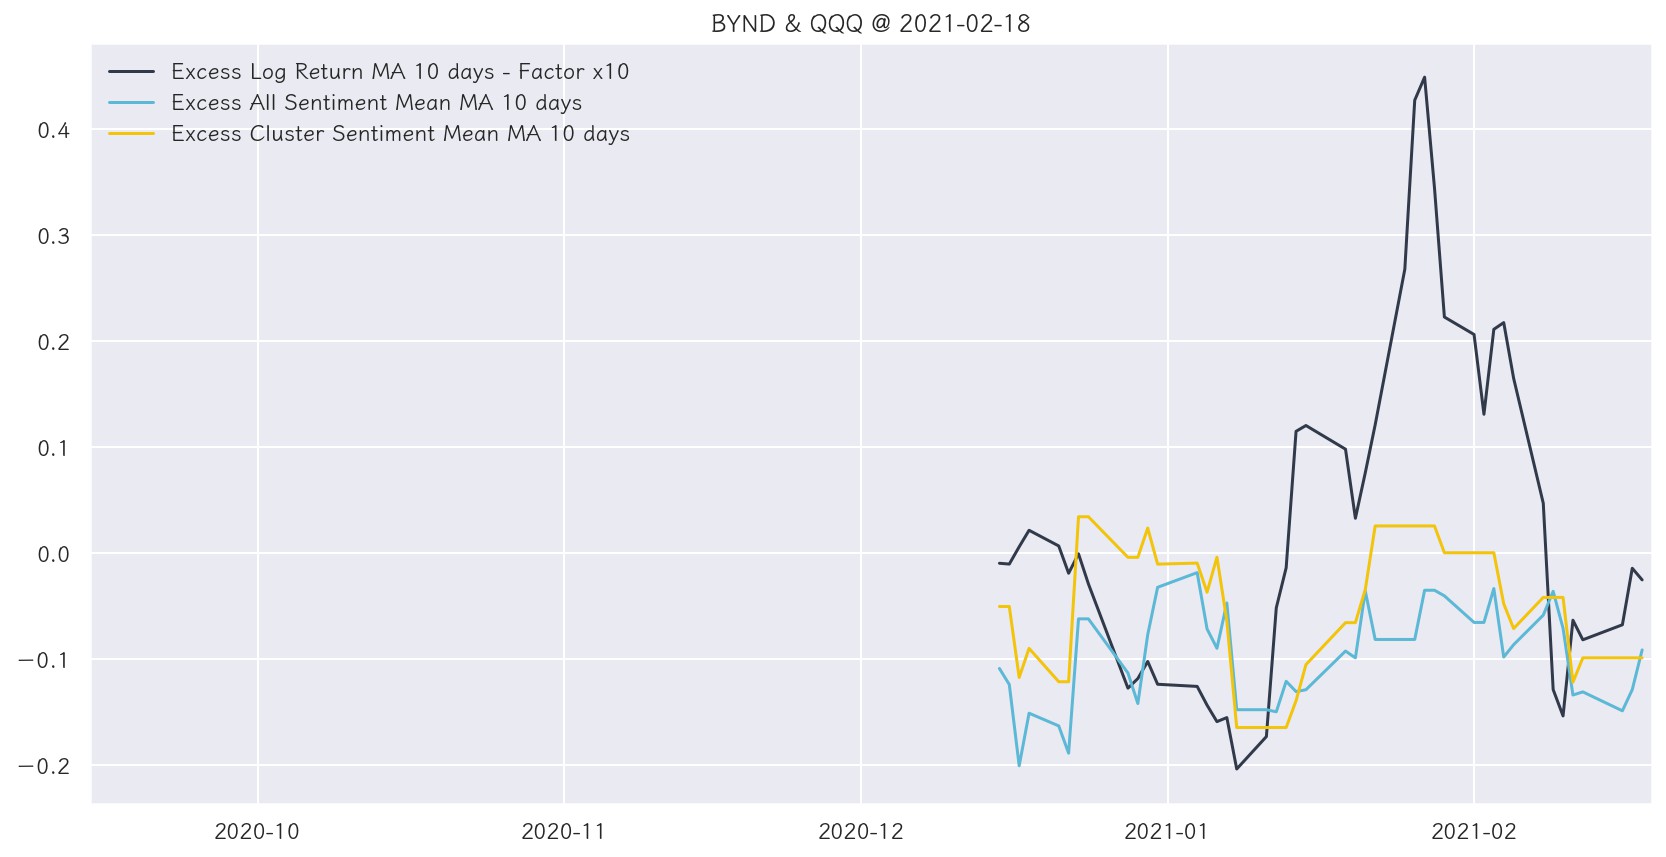 BYND & QQQ @ 2021-02-18
Excess Log Return MA 10 days - Factor x10
Excess All Sentiment Mean MA 10 days
Excess Cluster Sentiment Mean MA 10 days
0.4
0.3
0.2
0.1
0.0
−0.1
−0.2
2020-10 2020-11 2020-12 2021-01 2021-02